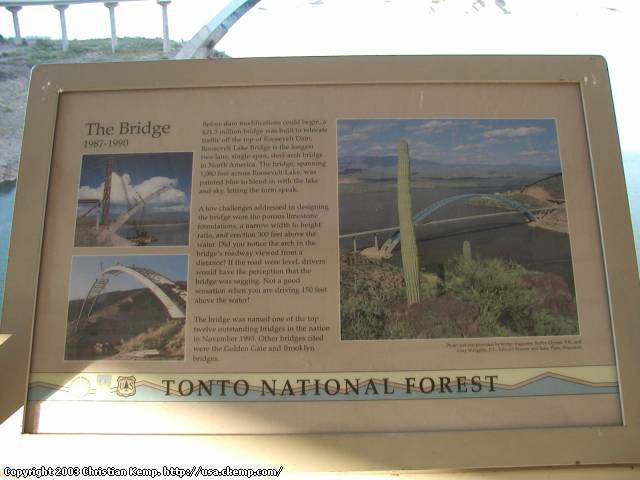 The Bridge
1987-1990
Before dam modifications could begin, a
$21.3 million bridge was built to relocate
traffic off the top of Roosevelt Dam.
Roosevelt Lake Bridge is the longest
two-lane, single-span, steel-arch bridge
in North America. The bridge, spanning
1,080 feet across Roosevelt Lake, was
painted blue to blend in with the lake
and sky, letting the form speak.
A few challenges addressed in designing
the bridge were the porous limestone
foundations, a narrow width to height
ratio, and erection 300 feet above the
water. Did you notice the arch in the
bridge's roadway viewed from a
distance? If the road were level, drivers
would have the perception that the
bridge was sagging. Not a good
sensation when you are driving 150 feet
above the water!
The bridge was named one of the top
twelve outstanding bridges in the nation
in November 1995. Other bridges cited
were the Golden Gate and Brooklyn
bridges.
TONTO NATIONAL FOREST
Copyright 2003 Christian Kemp. http://usa.ckemp.com/